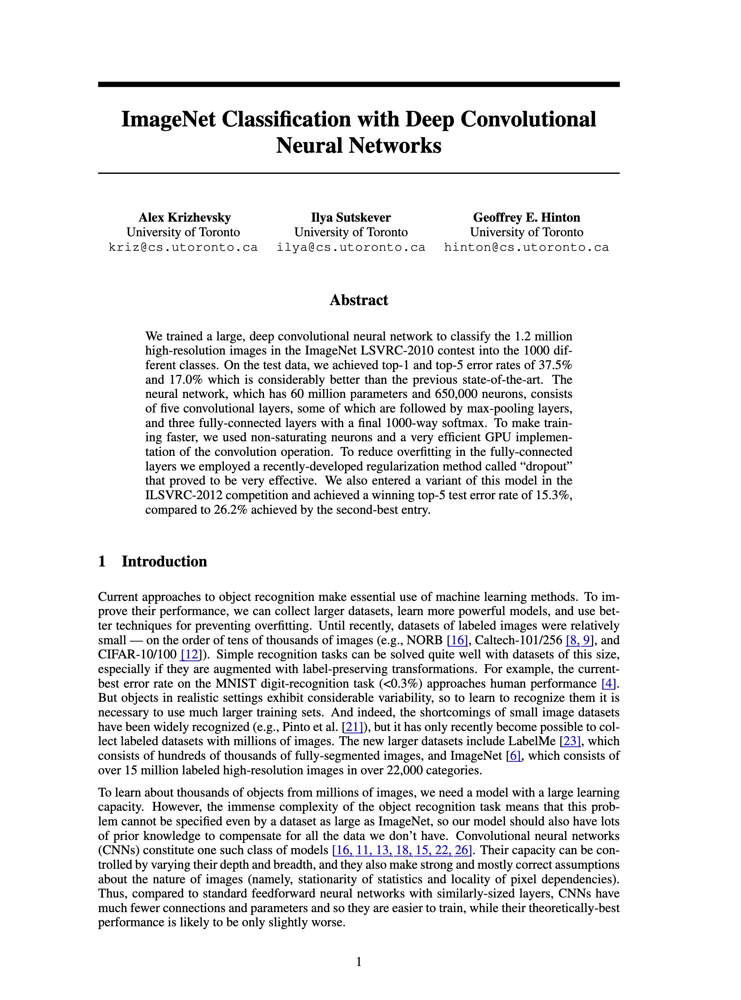 ImageNet Classification with Deep Convolutional
Neural Networks
Alex Krizhevsky
University of Toronto
kriz@cs.utoronto.ca
Ilya Sutskever
University of Toronto
ilya@cs.utoronto.ca
Geoffrey E. Hinton
University of Toronto
hinton@cs.utoronto.ca
Abstract
We trained a large, deep convolutional neural network to classify the 1.2 million
high-resolution images in the ImageNet LSVRC-2010 contest into the 1000 dif-
ferent classes. On the test data, we achieved top-1 and top-5 error rates of 37.5%
and 17.0% which is considerably better than the previous state-of-the-art. The
neural network, which has 60 million parameters and 650,000 neurons, consists
of five convolutional layers, some of which are followed by max-pooling layers,
and three fully-connected layers with a final 1000-way softmax. To make train-
ing faster, we used non-saturating neurons and a very efficient GPU implemen-
tation of the convolution operation. To reduce overfitting in the fully-connected
layers we employed a recently-developed regularization method called “dropout”
that proved to be very effective. We also entered a variant of this model in the
ILSVRC-2012 competition and achieved a winning top-5 test error rate of 15.3%,
compared to 26.2% achieved by the second-best entry.
1 Introduction
Current approaches to object recognition make essential use of machine learning methods. To im-
prove their performance, we can collect larger datasets, learn more powerful models, and use bet-
ter techniques for preventing overfitting. Until recently, datasets of labeled images were relatively
small — on the order of tens of thousands of images (e.g., NORB [16], Caltech-101/256 [8, 9], and
CIFAR-10/100 [12]). Simple recognition tasks can be solved quite well with datasets of this size,
especially if they are augmented with label-preserving transformations. For example, the current-
best error rate on the MNIST digit-recognition task (<0.3%) approaches human performance [4].
But objects in realistic settings exhibit considerable variability, so to learn to recognize them it is
necessary to use much larger training sets. And indeed, the shortcomings of small image datasets
have been widely recognized (e.g., Pinto et al. [21]), but it has only recently become possible to col-
lect labeled datasets with millions of images. The new larger datasets include LabelMe [23], which
consists of hundreds of thousands of fully-segmented images, and ImageNet [6], which consists of
over 15 million labeled high-resolution images in over 22,000 categories.
To learn about thousands of objects from millions of images, we need a model with a large learning
capacity. However, the immense complexity of the object recognition task means that this prob-
lem cannot be specified even by a dataset as large as ImageNet, so our model should also have lots
of prior knowledge to compensate for all the data we don’t have. Convolutional neural networks
(CNNs) constitute one such class of models [16, 11, 13, 18, 15, 22, 26]. Their capacity can be con-
trolled by varying their depth and breadth, and they also make strong and mostly correct assumptions
about the nature of images (namely, stationarity of statistics and locality of pixel dependencies).
Thus, compared to standard feedforward neural networks with similarly-sized layers, CNNs have
much fewer connections and parameters and so they are easier to train, while their theoretically-best
performance is likely to be only slightly worse.
1